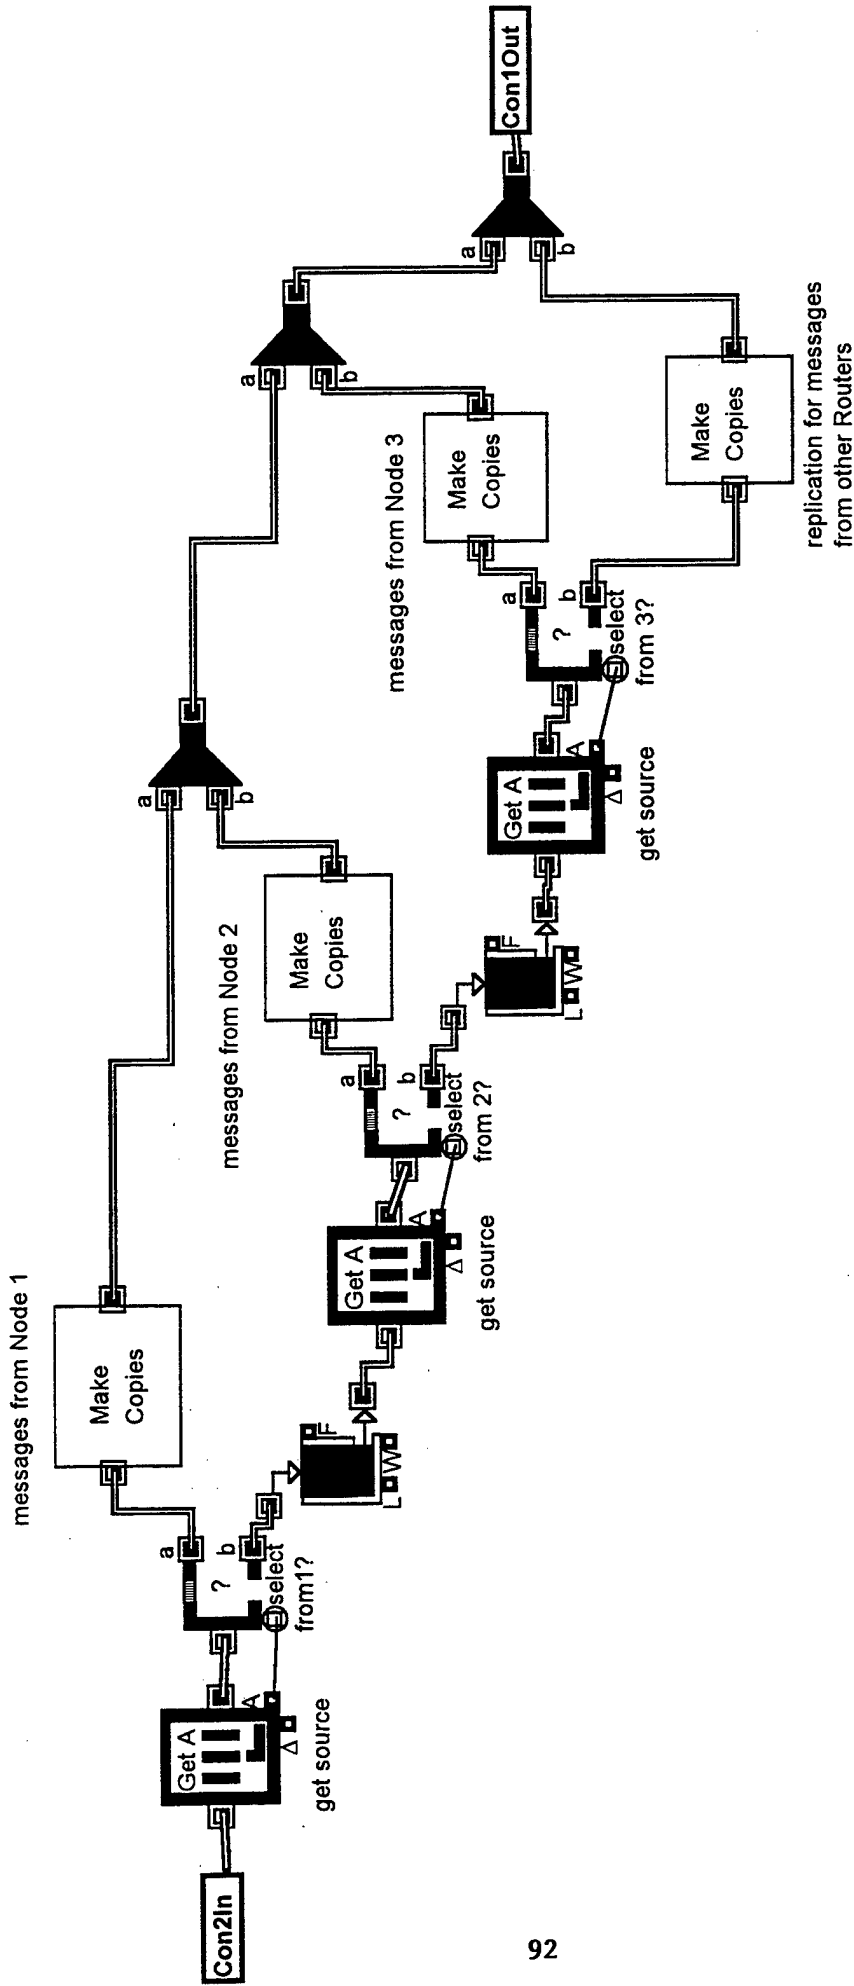 Con2In
Get A
A
Δ
get source
select
from1?
?
a
b
messages from Node 1
Make
Copies
F
L
W
Get A
A
Δ
get source
select
from 2?
?
a
b
messages from Node 2
Make
Copies
a
b
F
L
W
Get A
A
Δ
get source
select
from 3?
?
a
b
messages from Node 3
Make
Copies
a
b
Make
Copies
replication for messages
from other Routers
a
b
Con1Out
92